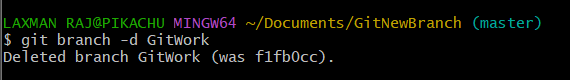 LAXMAN RAJ@PIKACHU MINGW64 ~/Documents/GitNewBranch (master)
$ git branch -d GitWork
Deleted branch GitWork (was f1fb0cc).